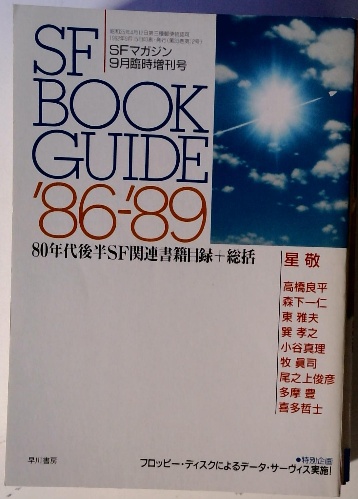 SF
BOOK
GUIDE
'86-'89
SFマガジン
9月臨時増刊号
80年代後半SF関連書籍目録+総括
星 敬
高橋良平
森下一仁
東 雅夫
巽 孝之
小谷真理
牧 眞司
尾之上俊彦
多摩 豊
喜多哲士
●特別企画
フロッピー・ディスクによるデータ・サーヴィス実施!
早川書房